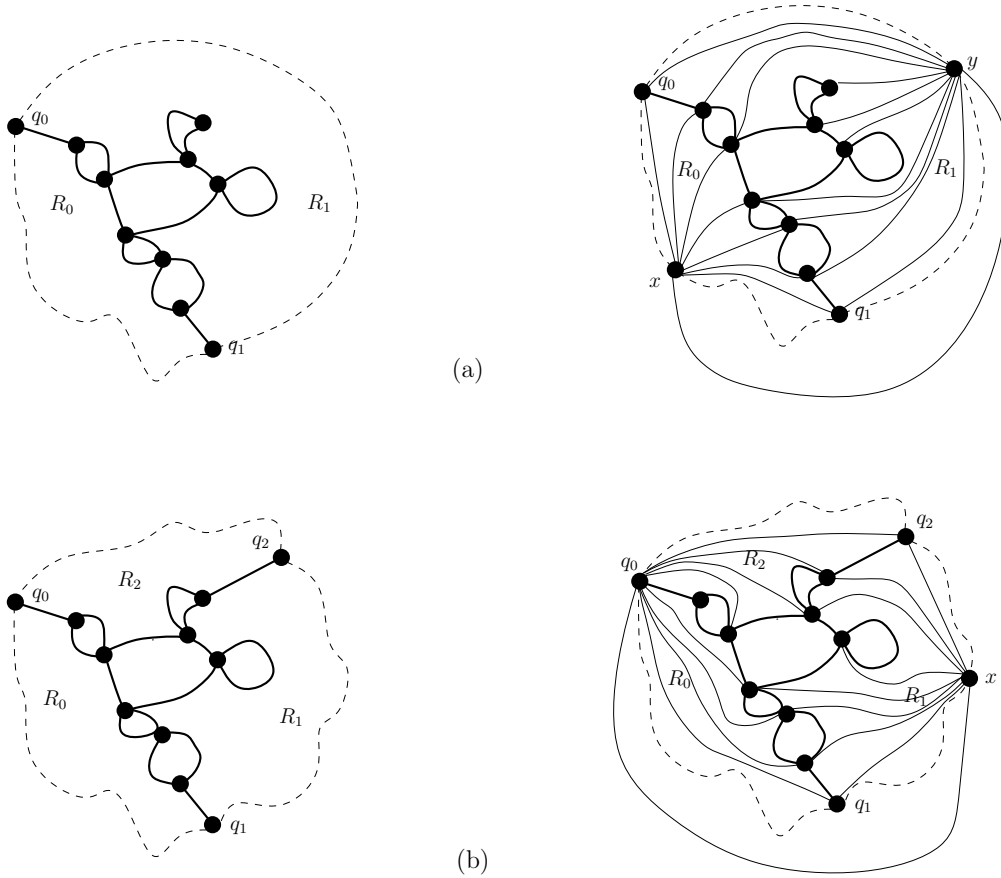 q₀
R₀
R₁
q₁
y
q₀
R₀
R₁
x
q₁
(a)
q₂
R₂
q₀
R₀
R₁
q₁
q₂
R₂
q₀
R₀
x
R₁
q₁
(b)